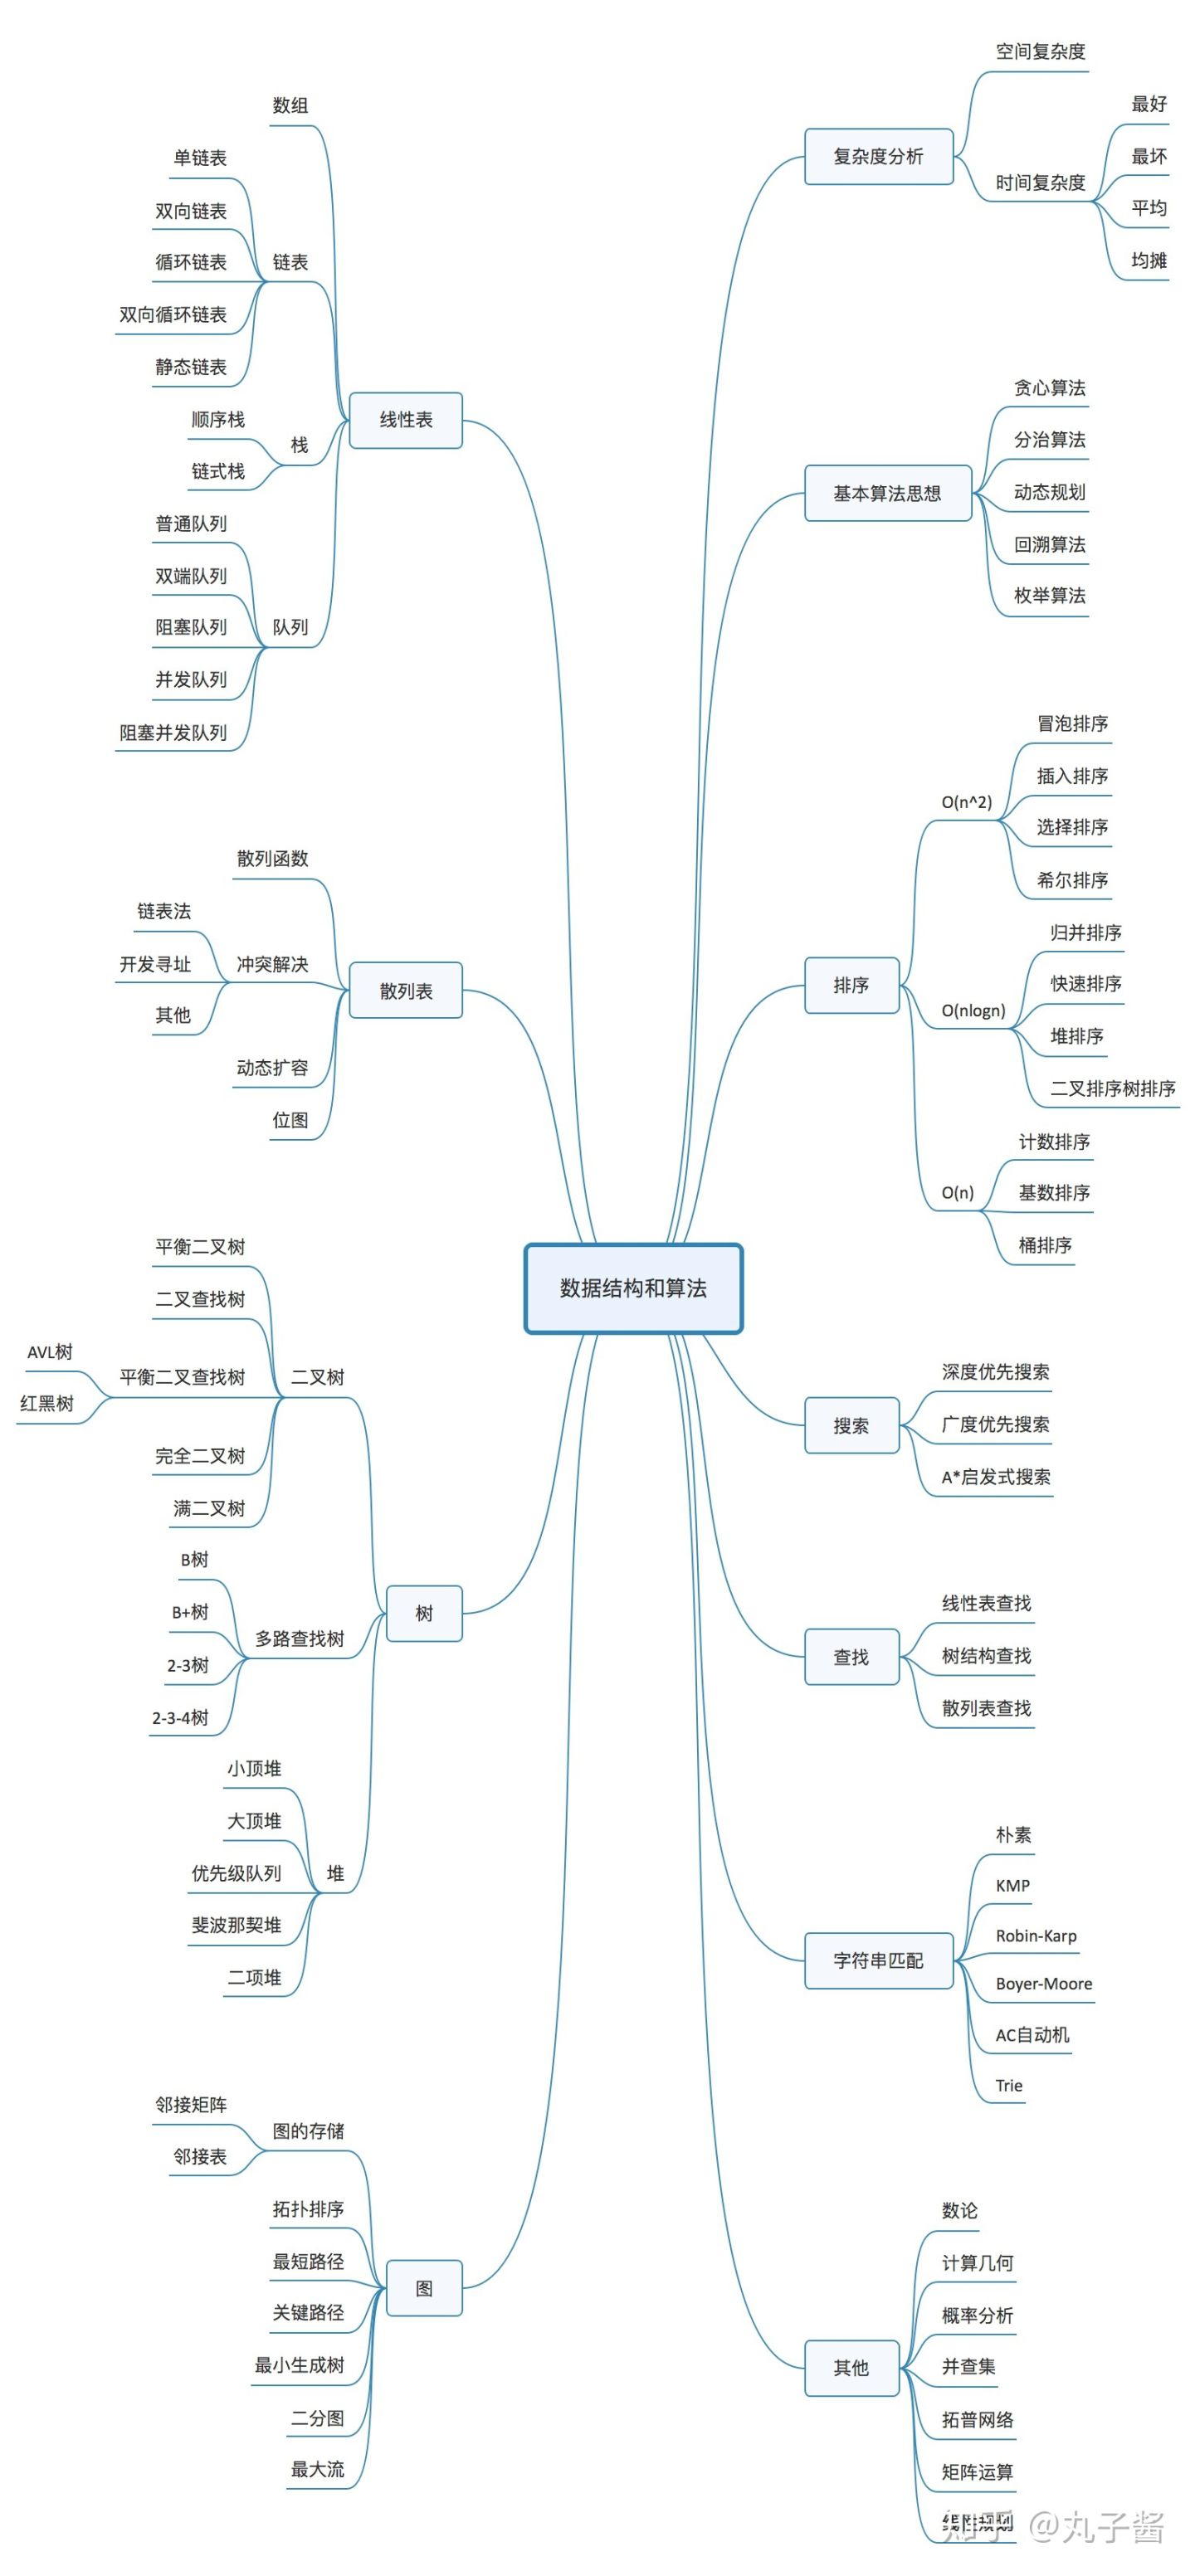 数据结构和算法
线性表
数组
链表
单链表
双向链表
循环链表
双向循环链表
静态链表
栈
顺序栈
链式栈
队列
普通队列
双端队列
阻塞队列
并发队列
阻塞并发队列
散列表
散列函数
冲突解决
链表法
开发寻址
其他
动态扩容
位图
树
二叉树
平衡二叉树
二叉查找树
平衡二叉查找树
AVL树
红黑树
完全二叉树
满二叉树
多路查找树
B树
B+树
2-3树
2-3-4树
堆
小顶堆
大顶堆
优先级队列
斐波那契堆
二项堆
图
图的存储
邻接矩阵
邻接表
拓扑排序
最短路径
关键路径
最小生成树
二分图
最大流
复杂度分析
空间复杂度
时间复杂度
最好
最坏
平均
均摊
基本算法思想
贪心算法
分治算法
动态规划
回溯算法
枚举算法
排序
O(n^2)
冒泡排序
插入排序
选择排序
希尔排序
O(nlogn)
归并排序
快速排序
堆排序
二叉排序树排序
O(n)
计数排序
基数排序
桶排序
搜索
深度优先搜索
广度优先搜索
A*启发式搜索
查找
线性表查找
树结构查找
散列表查找
字符串匹配
朴素
KMP
Robin-Karp
Boyer-Moore
AC自动机
Trie
其他
数论
计算几何
概率分析
并查集
拓普网络
矩阵运算
线性规划
知乎 @丸子酱